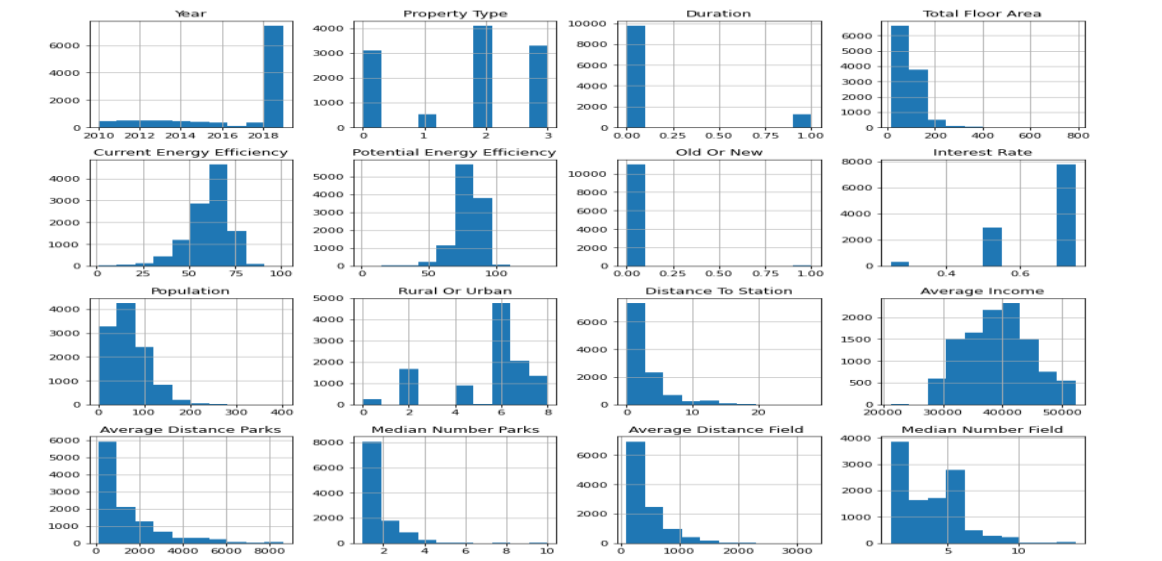 Year
6000
4000
2000
0
2010 2012 2014 2016 2018
Property Type
4000
3000
2000
1000
0
0 1 2 3
Duration
10000
8000
6000
4000
2000
0
0.00 0.25 0.50 0.75 1.00
Total Floor Area
6000
5000
4000
3000
2000
1000
0
0 200 400 600 800
Current Energy Efficiency
4000
3000
2000
1000
0
0 25 50 75 100
Potential Energy Efficiency
5000
4000
3000
2000
1000
0
0 50 100
Old Or New
10000
8000
6000
4000
2000
0
0.00 0.25 0.50 0.75 1.00
Interest Rate
8000
6000
4000
2000
0
0.4 0.6
Population
4000
3000
2000
1000
0
0 100 200 300 400
Rural Or Urban
5000
4000
3000
2000
1000
0
0 2 4 6 8
Distance To Station
6000
4000
2000
0
0 10 20
Average Income
2000
1500
1000
500
0
20000 30000 40000 50000
Average Distance Parks
6000
5000
4000
3000
2000
1000
0
0 2000 4000 6000 8000
Median Number Parks
8000
6000
4000
2000
0
2 4 6 8 10
Average Distance Field
6000
4000
2000
0
0 1000 2000 3000
Median Number Field
4000
3000
2000
1000
0
5 10